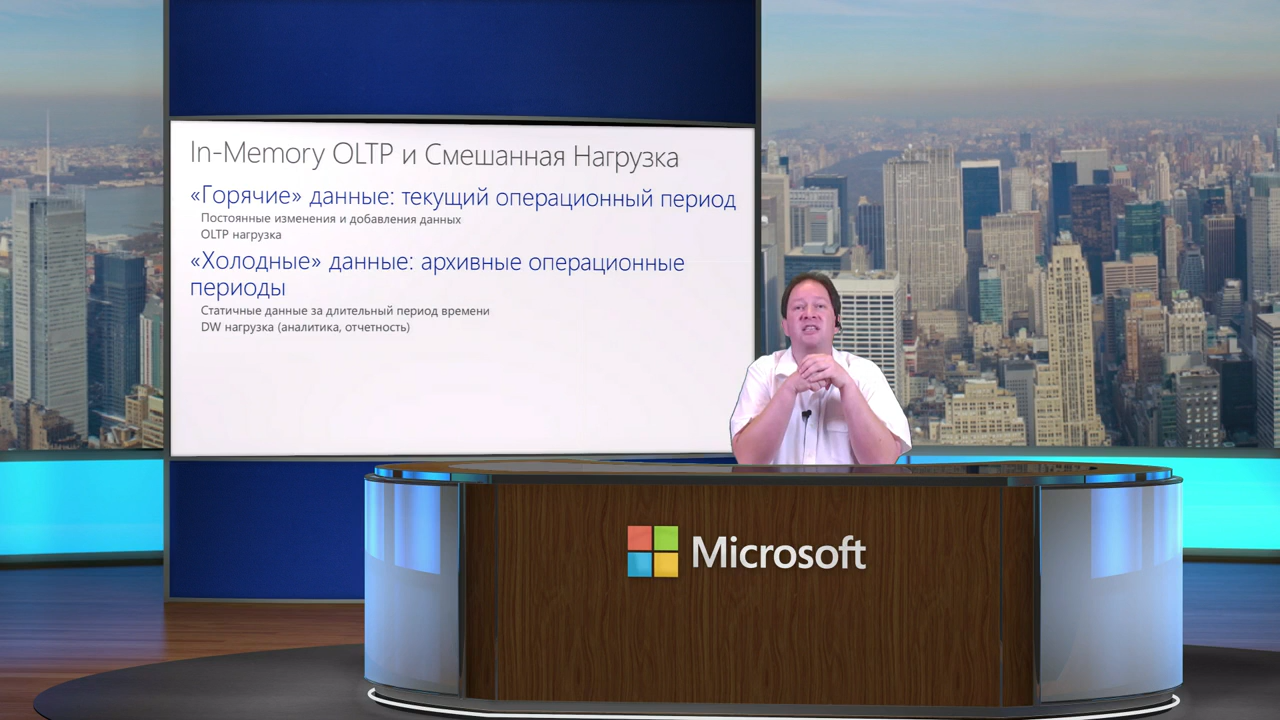 In-Memory OLTP и Смешанная Нагрузка
«Горячие» данные: текущий операционный период
Постоянные изменения и добавления данных
OLTP нагрузка
«Холодные» данные: архивные операционные
периоды
Статичные данные за длительный период времени
DW нагрузка (аналитика, отчетность)
Microsoft